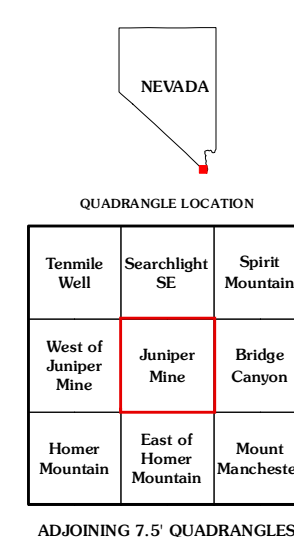 NEVADA
QUADRANGLE LOCATION
Tenmile
Well
Searchlight
SE
Spirit
Mountain
West of
Juniper
Mine
Juniper
Mine
Bridge
Canyon
Homer
Mountain
East of
Homer
Mountain
Mount
Mancheste
ADJOINING 7.5' QUADRANGLES